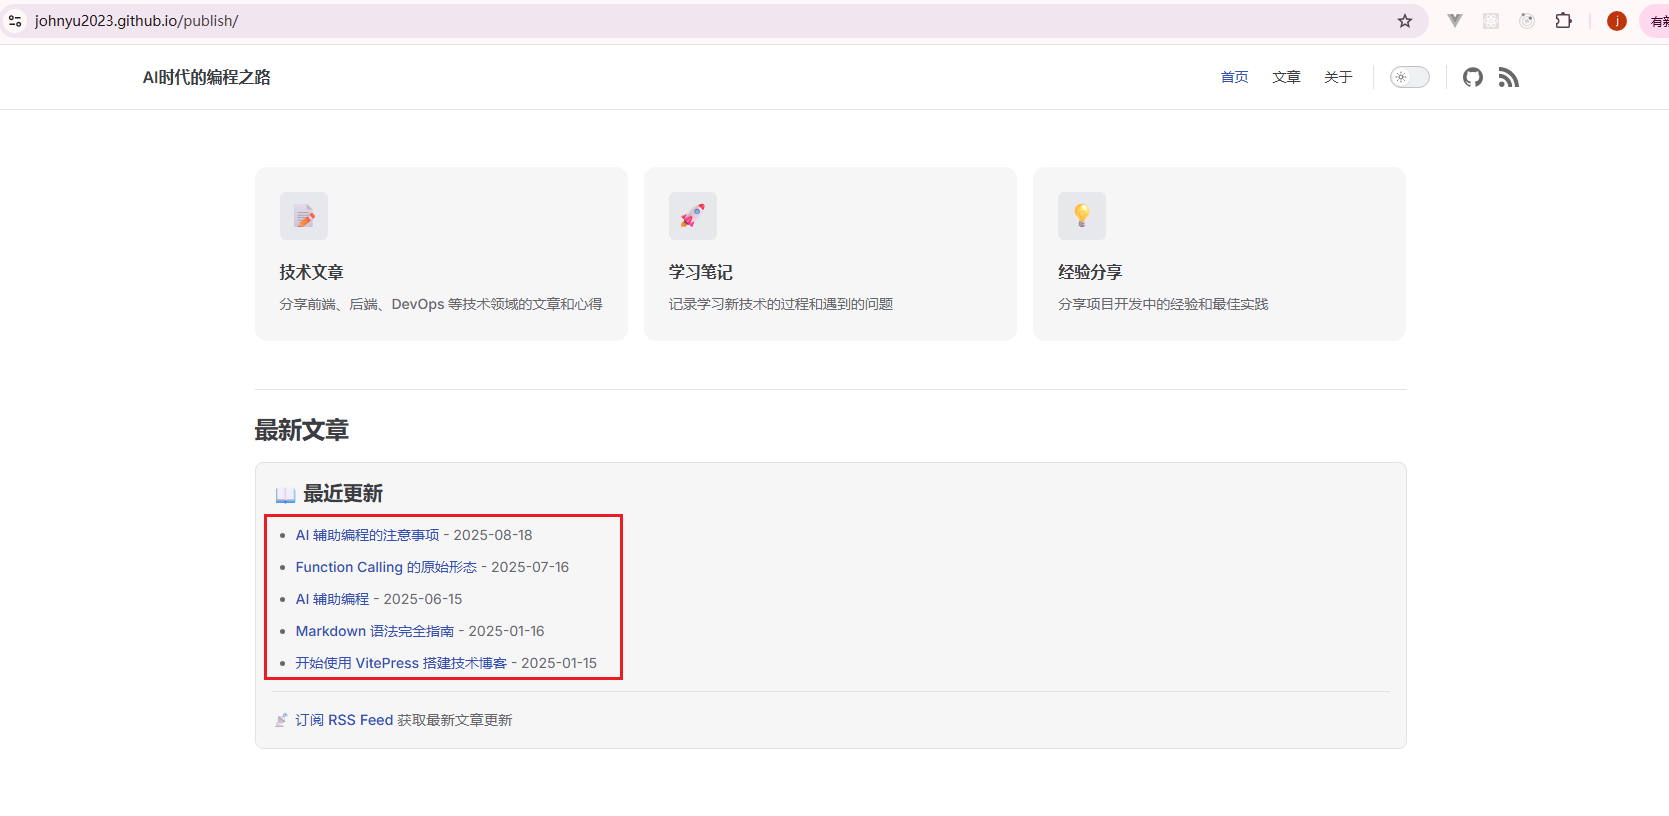 johnyu2023.github.io/publish/
j
有新
AI时代的编程之路
首页
文章
关于
技术文章
分享前端、后端、DevOps 等技术领域的文章和心得
学习笔记
记录学习新技术的过程和遇到的问题
经验分享
分享项目开发中的经验和最佳实践
最新文章
最近更新
AI 辅助编程的注意事项 - 2025-08-18
Function Calling 的原始形态 - 2025-07-16
AI 辅助编程 - 2025-06-15
Markdown 语法完全指南 - 2025-01-16
开始使用 VitePress 搭建技术博客 - 2025-01-15
订阅 RSS Feed 获取最新文章更新